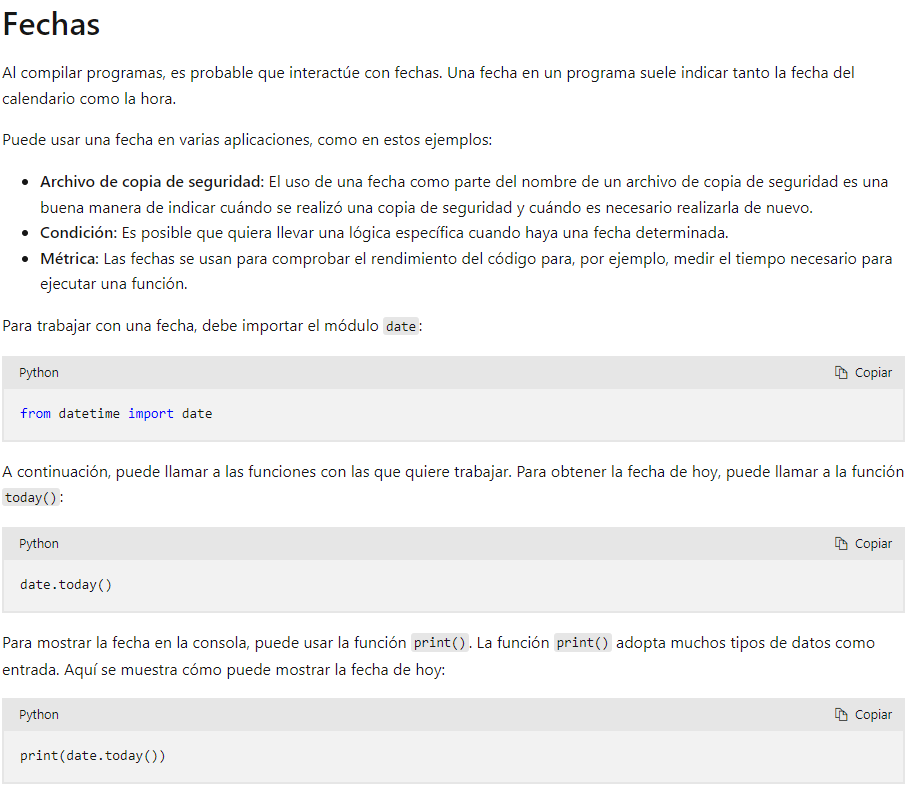 Fechas
Al compilar programas, es probable que interactúe con fechas. Una fecha en un programa suele indicar tanto la fecha del
calendario como la hora.
Puede usar una fecha en varias aplicaciones, como en estos ejemplos:
• Archivo de copia de seguridad: El uso de una fecha como parte del nombre de un archivo de copia de seguridad es una
buena manera de indicar cuándo se realizó una copia de seguridad y cuándo es necesario realizarla de nuevo.
• Condición: Es posible que quiera llevar una lógica específica cuando haya una fecha determinada.
• Métrica: Las fechas se usan para comprobar el rendimiento del código para, por ejemplo, medir el tiempo necesario para
ejecutar una función.
Para trabajar con una fecha, debe importar el módulo date:
Python Copiar
from datetime import date
A continuación, puede llamar a las funciones con las que quiere trabajar. Para obtener la fecha de hoy, puede llamar a la función
today():
Python Copiar
date.today()
Para mostrar la fecha en la consola, puede usar la función print(). La función print() adopta muchos tipos de datos como
entrada. Aquí se muestra cómo puede mostrar la fecha de hoy:
Python Copiar
print(date.today())